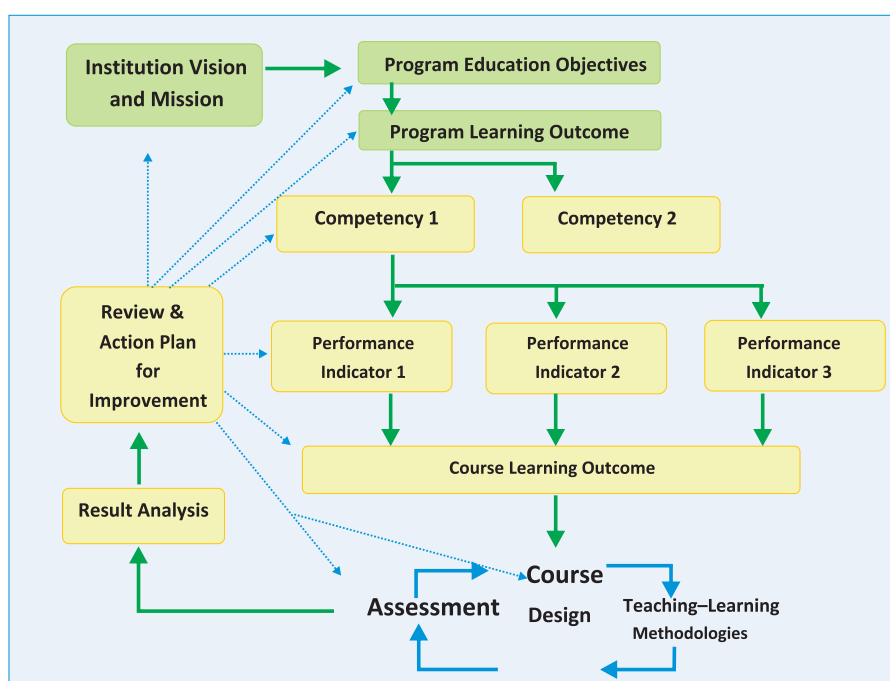 Institution Vision
and Mission
Program Education Objectives
Program Learning Outcome
Competency 1
Competency 2
Review &
Action Plan
for
Improvement
Performance
Indicator 1
Performance
Indicator 2
Performance
Indicator 3
Course Learning Outcome
Result Analysis
Course
Design
Assessment
Teaching–Learning
Methodologies